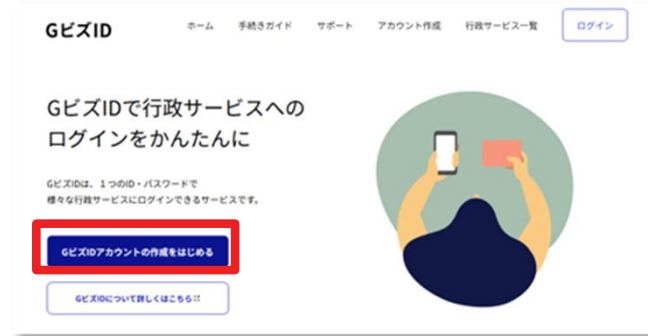 GビズID
ホーム 手続きガイド サポート アカウント作成 行政サービス一覧 ログイン
GビズIDで行政サービスへの
ログインをかんたんに
GビズIDは、1つのID・パスワードで
様々な行政サービスにログインできるサービスです。
GビズIDアカウントの作成をはじめる
GビズIDについて詳しくはこちら